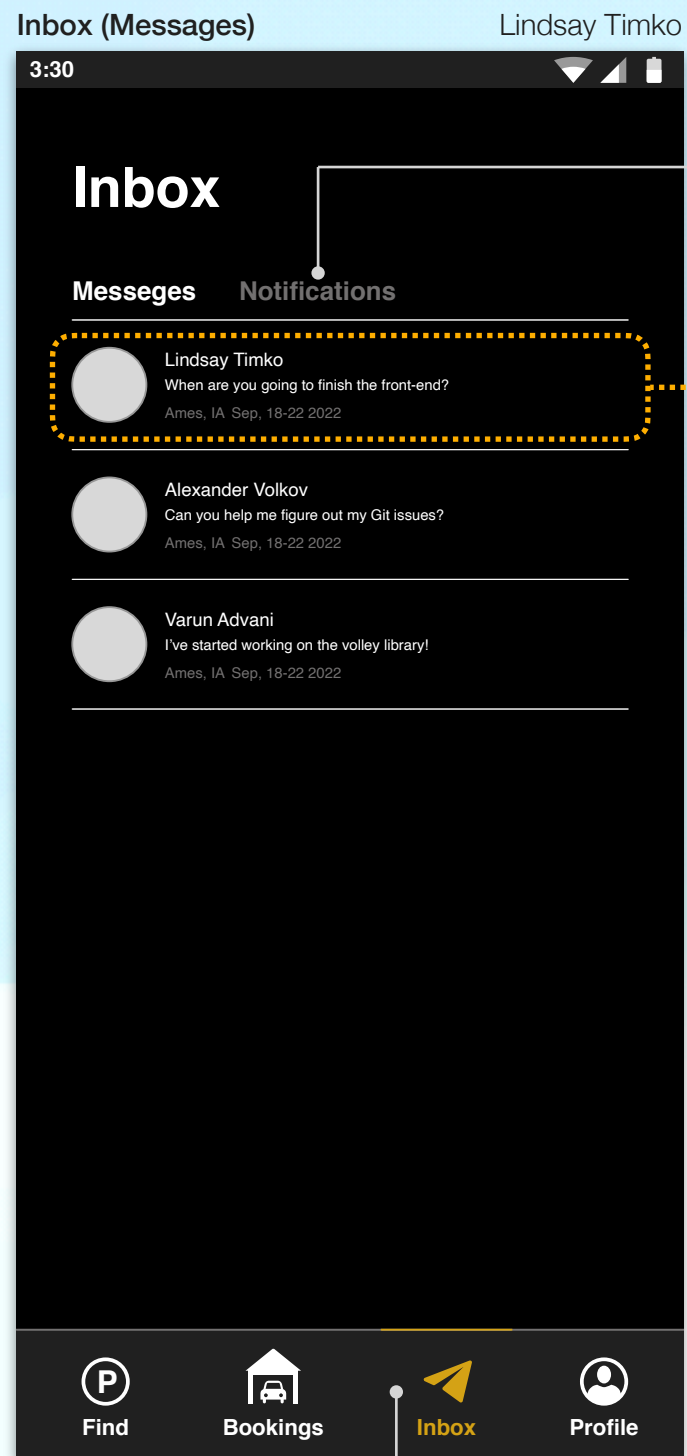 Inbox (Messages) Lindsay Timko
3:30
Inbox
Messeges Notifications
Lindsay Timko
When are you going to finish the front-end?
Ames, IA Sep, 18-22 2022
Alexander Volkov
Can you help me figure out my Git issues?
Ames, IA Sep, 18-22 2022
Varun Advani
I've started working on the volley library!
Ames, IA Sep, 18-22 2022
P
Find Bookings Inbox Profile